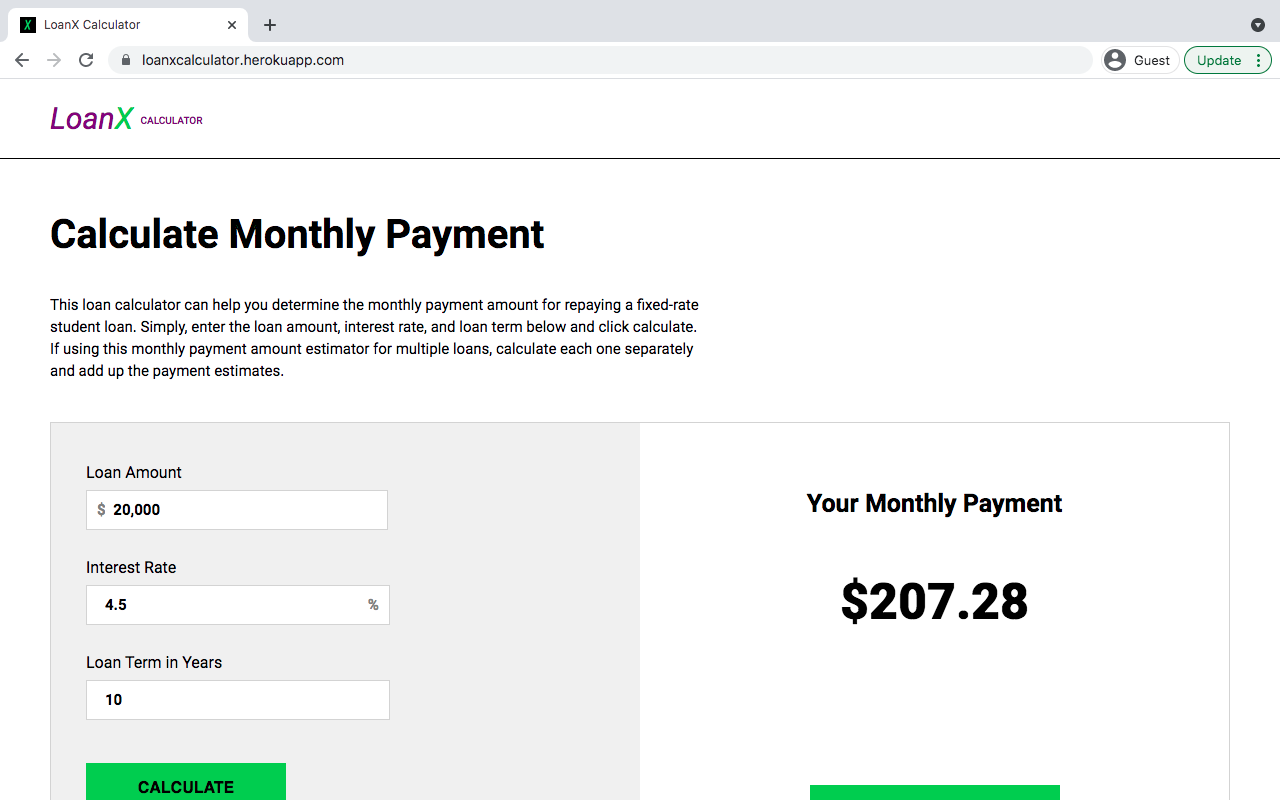 X LoanX Calculator
loanxcalculator.herokuapp.com
Guest
Update
LoanX CALCULATOR
Calculate Monthly Payment
This loan calculator can help you determine the monthly payment amount for repaying a fixed-rate
student loan. Simply, enter the loan amount, interest rate, and loan term below and click calculate.
If using this monthly payment amount estimator for multiple loans, calculate each one separately
and add up the payment estimates.
Loan Amount
$ 20,000
Interest Rate
4.5 %
Loan Term in Years
10
CALCULATE
Your Monthly Payment
$207.28